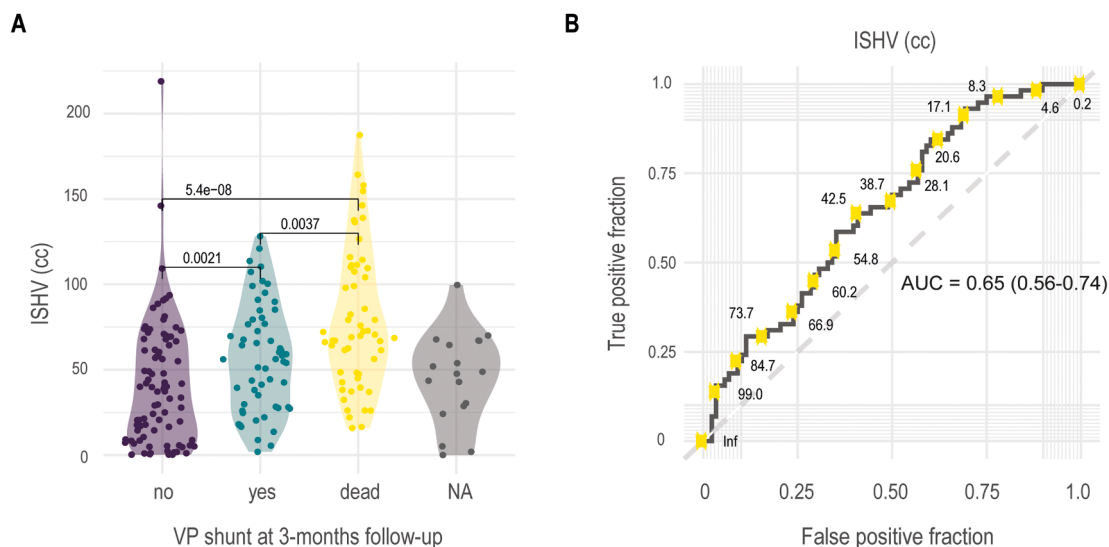 A
200
150
100
50
0
ISHV (cc)
5.4e−08
0.0037
0.0021
no yes dead NA
VP shunt at 3-months follow-up
B
ISHV (cc)
1.0
0.75
0.50
0.25
0
True positive fraction
8.3
17.1
4.6
0.2
20.6
38.7
28.1
42.5
54.8
AUC = 0.65 (0.56-0.74)
60.2
73.7
66.9
84.7
99.0
Inf
0 0.25 0.50 0.75 1.0
False positive fraction